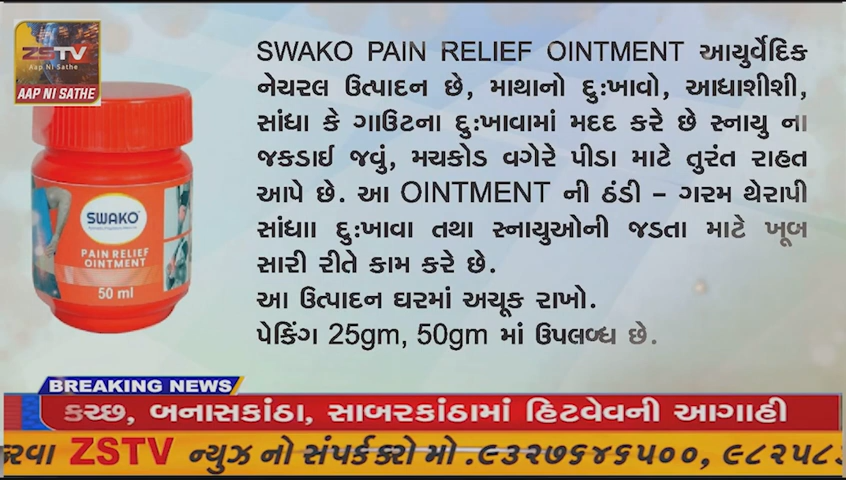 ZSTV
Aap Ni Sathe
AAP NI SATHE
SWAKO PAIN RELIEF OINTMENT આયુર્વેદિક
નેચરલ ઉત્પાદન છે, માથાનો દુઃખાવો, આધાશીશી,
સાંધા કે ગાઉટના દુઃખાવામાં મદદ કરે છે સ્નાયુ ના
જકડાઈ જવું, મચકોડ વગેરે પીડા માટે તુરંત રાહત
આપે છે. આ OINTMENT ની ઠંડી – ગરમ થેરાપી
સાંધાા દુઃખાવા તથા સ્નાયુઓની જડતા માટે ખૂબ
સારી રીતે કામ કરે છે.
આ ઉત્પાદન ઘરમાં અચૂક રાખો.
પેકિંગ 25gm, 50gm માં ઉપલબ્ધ છે.
SWAKO
PAIN RELIEF
OINTMENT
50 ml
BREAKING NEWS
કચ્છ, બનાસકાંઠા, સાબરકાંઠામાં હિટવેવની આગાહી
કરવા ZSTV ન્યુઝ નો સંપર્ક કરો મો .૯૩૨૭૬૪૬૫૦૦, ૯૮૨૫૮૩